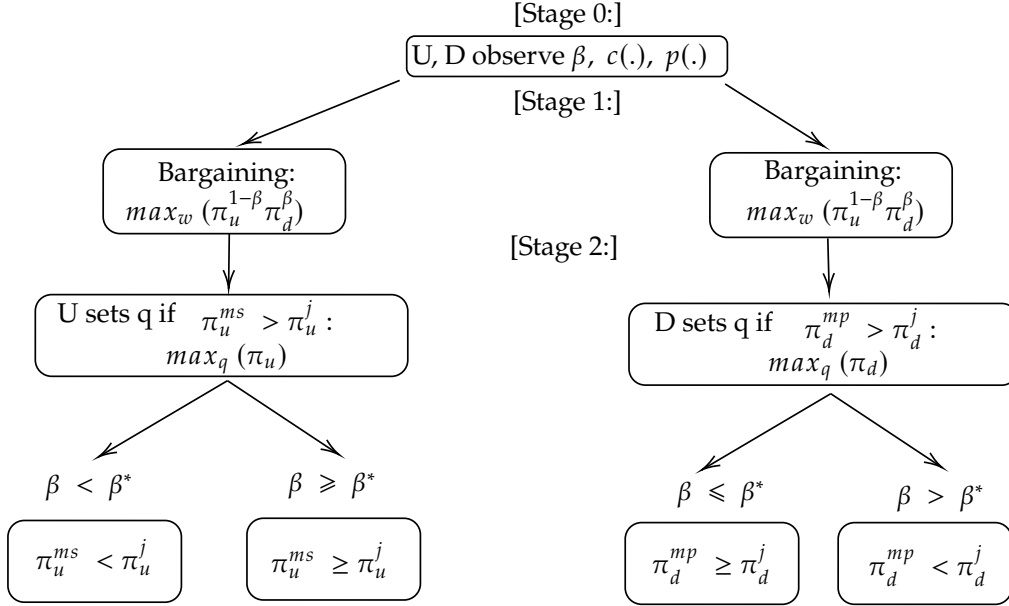 [Stage 0:]
U, D observe β, c(.), p(.)
[Stage 1:]
Bargaining:
max_w (π_u^{1−β} π_d^β)
Bargaining:
max_w (π_u^{1−β} π_d^β)
[Stage 2:]
U sets q if π_u^{ms} > π_u^j :
max_q (π_u)
D sets q if π_d^{mp} > π_d^j :
max_q (π_d)
β < β*
β ⩾ β*
β ⩽ β*
β > β*
π_u^{ms} < π_u^j
π_u^{ms} ≥ π_u^j
π_d^{mp} ≥ π_d^j
π_d^{mp} < π_d^j